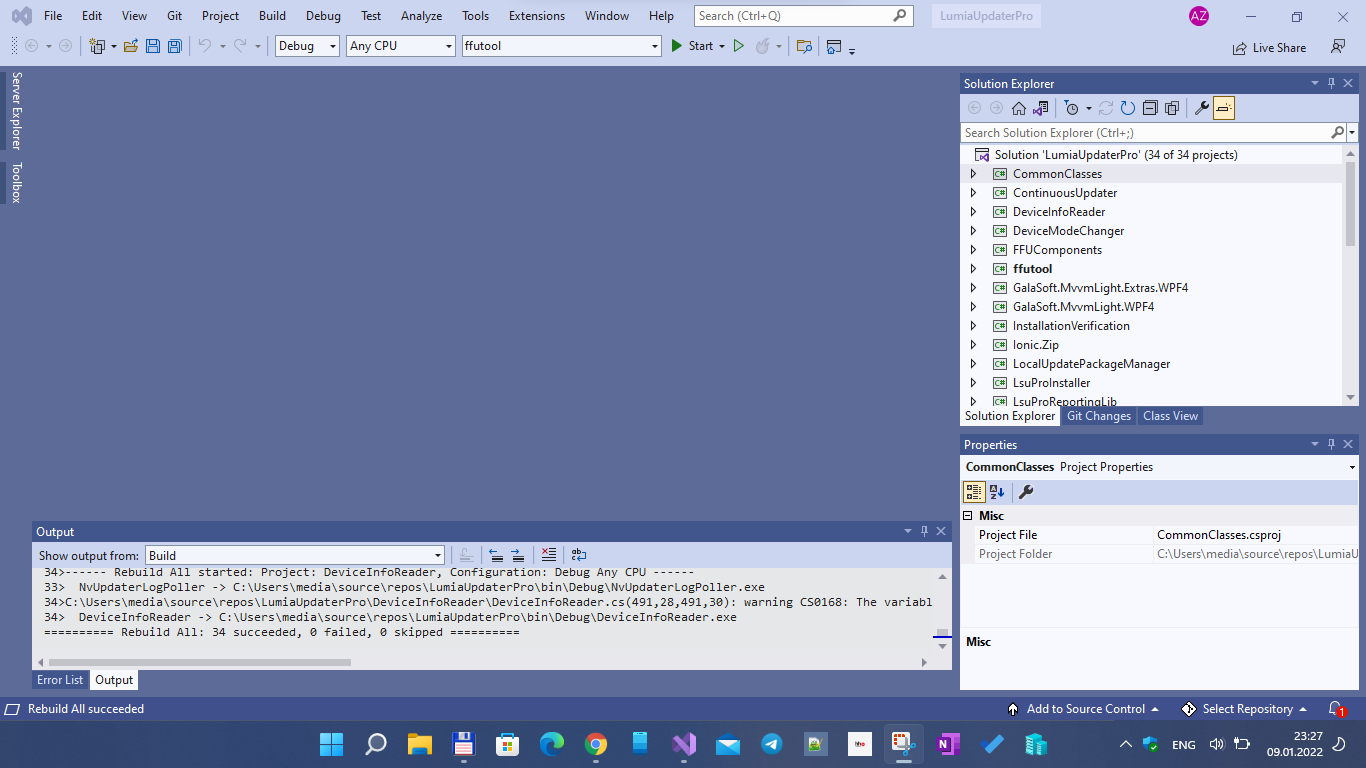 File Edit View Git Project Build Debug Test Analyze Tools Extensions Window Help Search (Ctrl+Q) LumiaUpdaterPro AZ
Debug Any CPU ffutool Start Live Share
Server Explorer
Toolbox
Solution Explorer
Search Solution Explorer (Ctrl+;)
Solution 'LumiaUpdaterPro' (34 of 34 projects)
C# CommonClasses
C# ContinuousUpdater
C# DeviceInfoReader
C# DeviceModeChanger
C# FFUComponents
C# ffutool
C# GalaSoft.MvvmLight.Extras.WPF4
C# GalaSoft.MvvmLight.WPF4
C# InstallationVerification
C# Ionic.Zip
C# LocalUpdatePackageManager
C# LsuProInstaller
C# LsuProReportingLib
Solution Explorer Git Changes Class View
Properties
CommonClasses Project Properties
Misc
Project File CommonClasses.csproj
Project Folder C:\Users\media\source\repos\LumiaU
Misc
Output
Show output from: Build
34>------ Rebuild All started: Project: DeviceInfoReader, Configuration: Debug Any CPU ------
33>  NvUpdaterLogPoller -> C:\Users\media\source\repos\LumiaUpdaterPro\bin\Debug\NvUpdaterLogPoller.exe
34>C:\Users\media\source\repos\LumiaUpdaterPro\DeviceInfoReader\DeviceInfoReader.cs(491,28,491,30): warning CS0168: The variabl
34>  DeviceInfoReader -> C:\Users\media\source\repos\LumiaUpdaterPro\bin\Debug\DeviceInfoReader.exe
========== Rebuild All: 34 succeeded, 0 failed, 0 skipped ==========
Error List Output
Rebuild All succeeded Add to Source Control Select Repository 1
ENG 23:27
09.01.2022